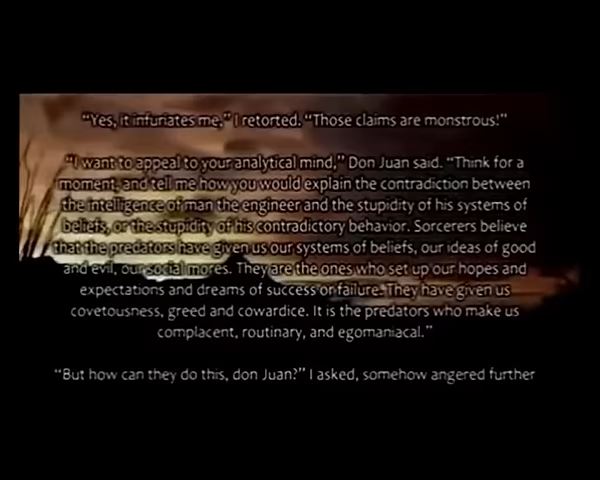 “Yes, it infuriates me,” I retorted. “Those claims are monstrous!”
“I want to appeal to your analytical mind,” Don Juan said. “Think for a
moment, and tell me how you would explain the contradiction between
the intelligence of man the engineer and the stupidity of his systems of
beliefs, or the stupidity of his contradictory behavior. Sorcerers believe
that the predators have given us our systems of beliefs, our ideas of good
and evil, our social mores. They are the ones who set up our hopes and
expectations and dreams of success or failure. They have given us
covetousness, greed and cowardice. It is the predators who make us
complacent, routinary, and egomaniacal.”
“But how can they do this, don Juan?” I asked, somehow angered further